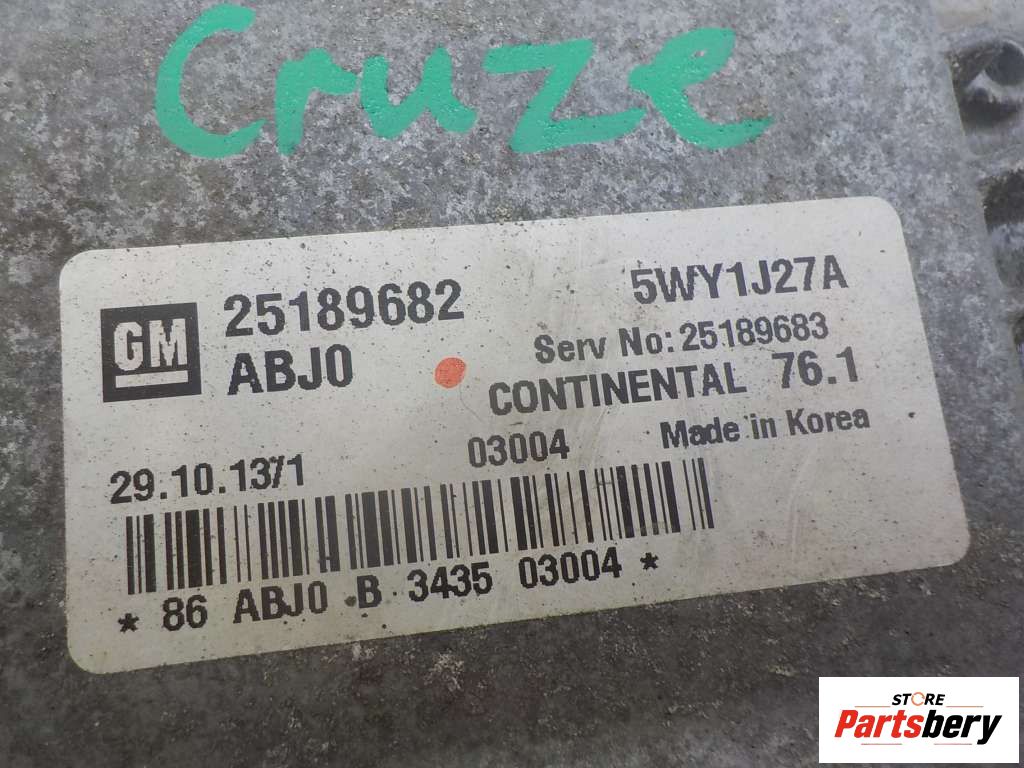 Cruze
GM 25189682 5WY1J27A
ABJ0 Serv No: 25189683
CONTINENTAL 76.1
29.10.13/1 03004 Made in Korea
* 86 ABJ0 B 3435 03004 *
STORE
Partsbery